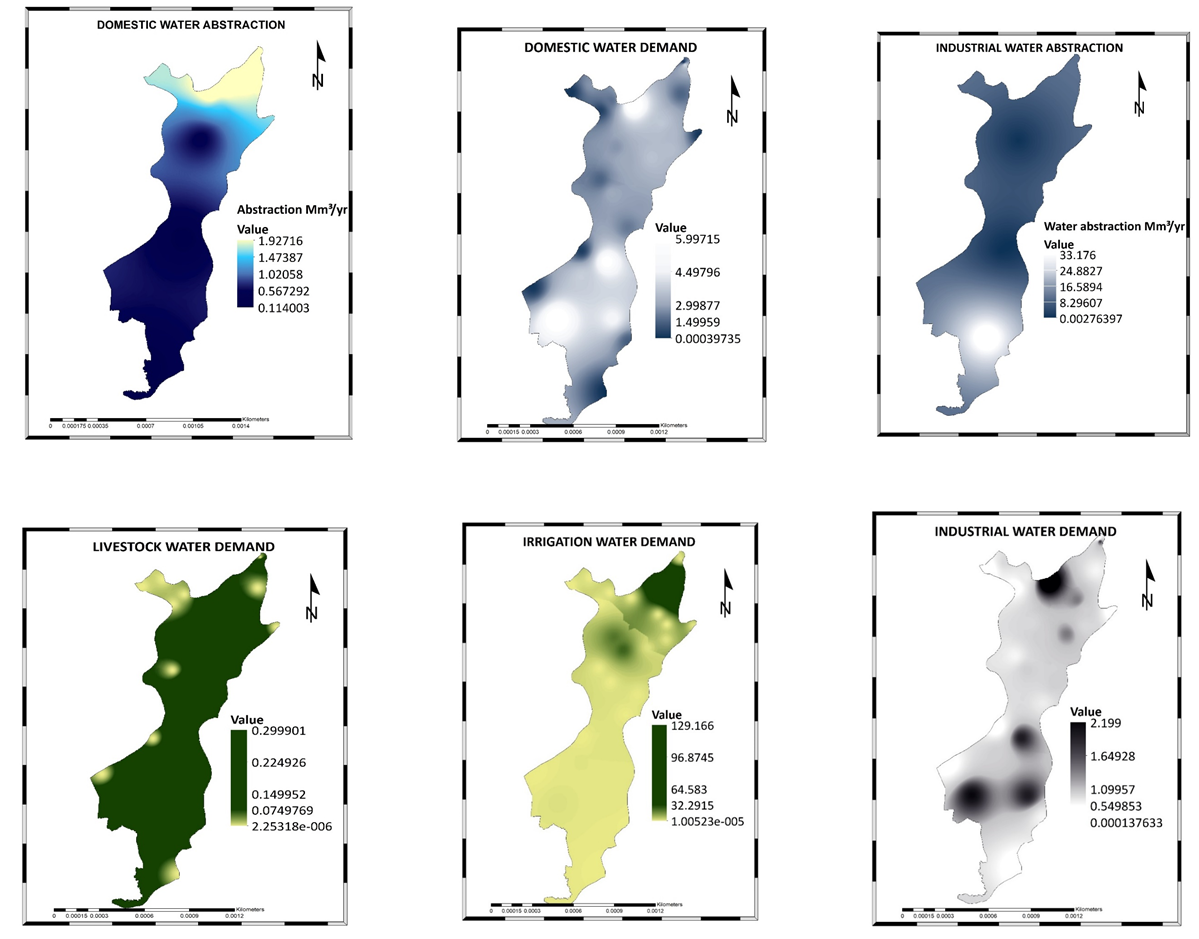 DOMESTIC WATER ABSTRACTION
N
Abstraction Mm³/yr
Value
1.92716
1.47387
1.02058
0.567292
0.114003
Kilometers
0 0.000175 0.00035 0.0007 0.00105 0.0014
DOMESTIC WATER DEMAND
N
Value
5.99715
4.49796
2.99877
1.49959
0.00039735
Kilometers
0 0.00015 0.0003 0.0006 0.0009 0.0012
INDUSTRIAL WATER ABSTRACTION
N
Water abstraction Mm³/yr
Value
33.176
24.8827
16.5894
8.29607
0.00276397
LIVESTOCK WATER DEMAND
N
Value
0.299901
0.224926
0.149952
0.0749769
2.25318e-006
Kilometers
0 0.00015 0.0003 0.0006 0.0009 0.0012
IRRIGATION WATER DEMAND
N
Value
129.166
96.8745
64.583
32.2915
1.00523e-005
Kilometers
0 0.00015 0.0003 0.0006 0.0009 0.0012
INDUSTRIAL WATER DEMAND
N
Value
2.199
1.64928
1.09957
0.549853
0.000137633
Kilometers
0 0.00015 0.0003 0.0006 0.0009 0.0012